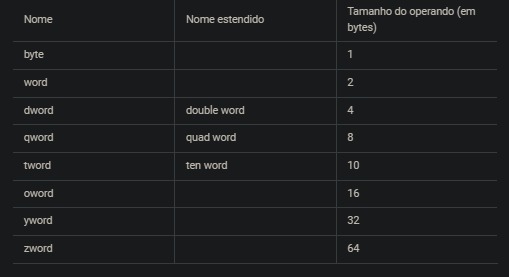 Nome Nome estendido Tamanho do operando (em
bytes)
byte 1
word 2
dword double word 4
qword quad word 8
tword ten word 10
oword 16
yword 32
zword 64